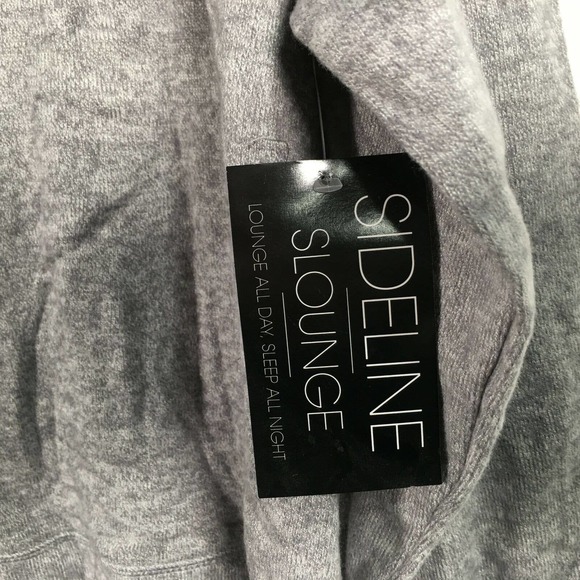 SIDELINE
SLOUNGE
LOUNGE ALL DAY, SLEEP ALL NIGHT